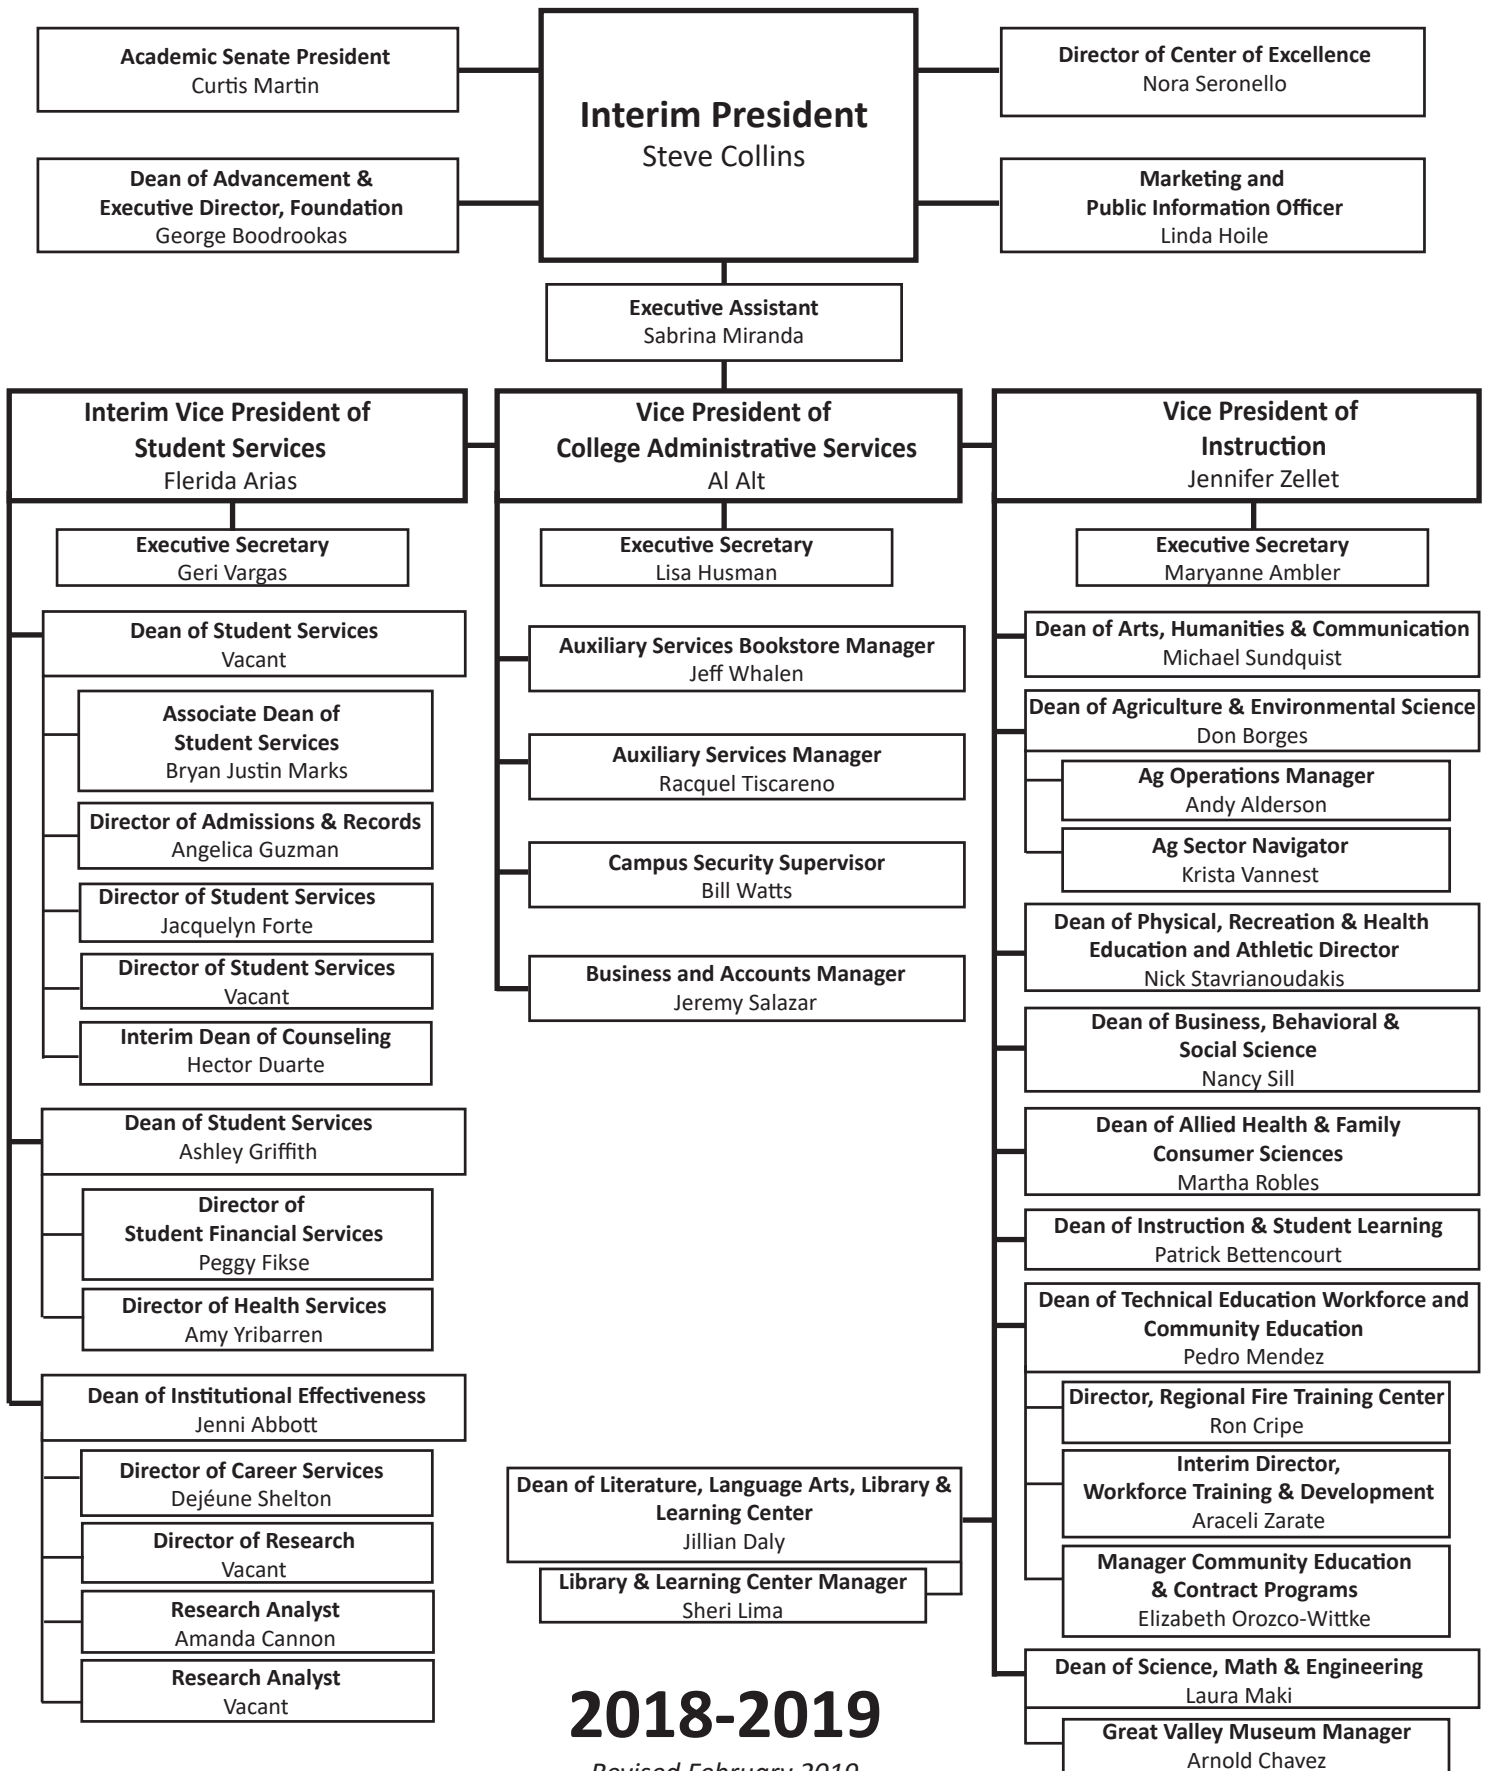 Academic Senate President
Curtis Martin
Dean of Advancement &
Executive Director, Foundation
George Boodrookas
Interim President
Steve Collins
Director of Center of Excellence
Nora Seronello
Marketing and
Public Information Officer
Linda Hoile
Executive Assistant
Sabrina Miranda
Interim Vice President of
Student Services
Flerida Arias
Executive Secretary
Geri Vargas
Dean of Student Services
Vacant
Associate Dean of
Student Services
Bryan Justin Marks
Director of Admissions & Records
Angelica Guzman
Director of Student Services
Jacquelyn Forte
Director of Student Services
Vacant
Interim Dean of Counseling
Hector Duarte
Dean of Student Services
Ashley Griffith
Director of
Student Financial Services
Peggy Fikse
Director of Health Services
Amy Yribarren
Dean of Institutional Effectiveness
Jenni Abbott
Director of Career Services
Dejéune Shelton
Director of Research
Vacant
Research Analyst
Amanda Cannon
Research Analyst
Vacant
Vice President of
College Administrative Services
Al Alt
Executive Secretary
Lisa Husman
Auxiliary Services Bookstore Manager
Jeff Whalen
Auxiliary Services Manager
Racquel Tiscareno
Campus Security Supervisor
Bill Watts
Business and Accounts Manager
Jeremy Salazar
Vice President of
Instruction
Jennifer Zellet
Executive Secretary
Maryanne Ambler
Dean of Arts, Humanities & Communication
Michael Sundquist
Dean of Agriculture & Environmental Science
Don Borges
Ag Operations Manager
Andy Alderson
Ag Sector Navigator
Krista Vannest
Dean of Physical, Recreation & Health
Education and Athletic Director
Nick Stavrianoudakis
Dean of Business, Behavioral &
Social Science
Nancy Sill
Dean of Allied Health & Family
Consumer Sciences
Martha Robles
Dean of Instruction & Student Learning
Patrick Bettencourt
Dean of Technical Education Workforce and
Community Education
Pedro Mendez
Director, Regional Fire Training Center
Ron Cripe
Interim Director,
Workforce Training & Development
Araceli Zarate
Manager Community Education
& Contract Programs
Elizabeth Orozco-Wittke
Dean of Literature, Language Arts, Library &
Learning Center
Jillian Daly
Library & Learning Center Manager
Sheri Lima
Dean of Science, Math & Engineering
Laura Maki
Great Valley Museum Manager
Arnold Chavez
2018-2019
Revised February 2019